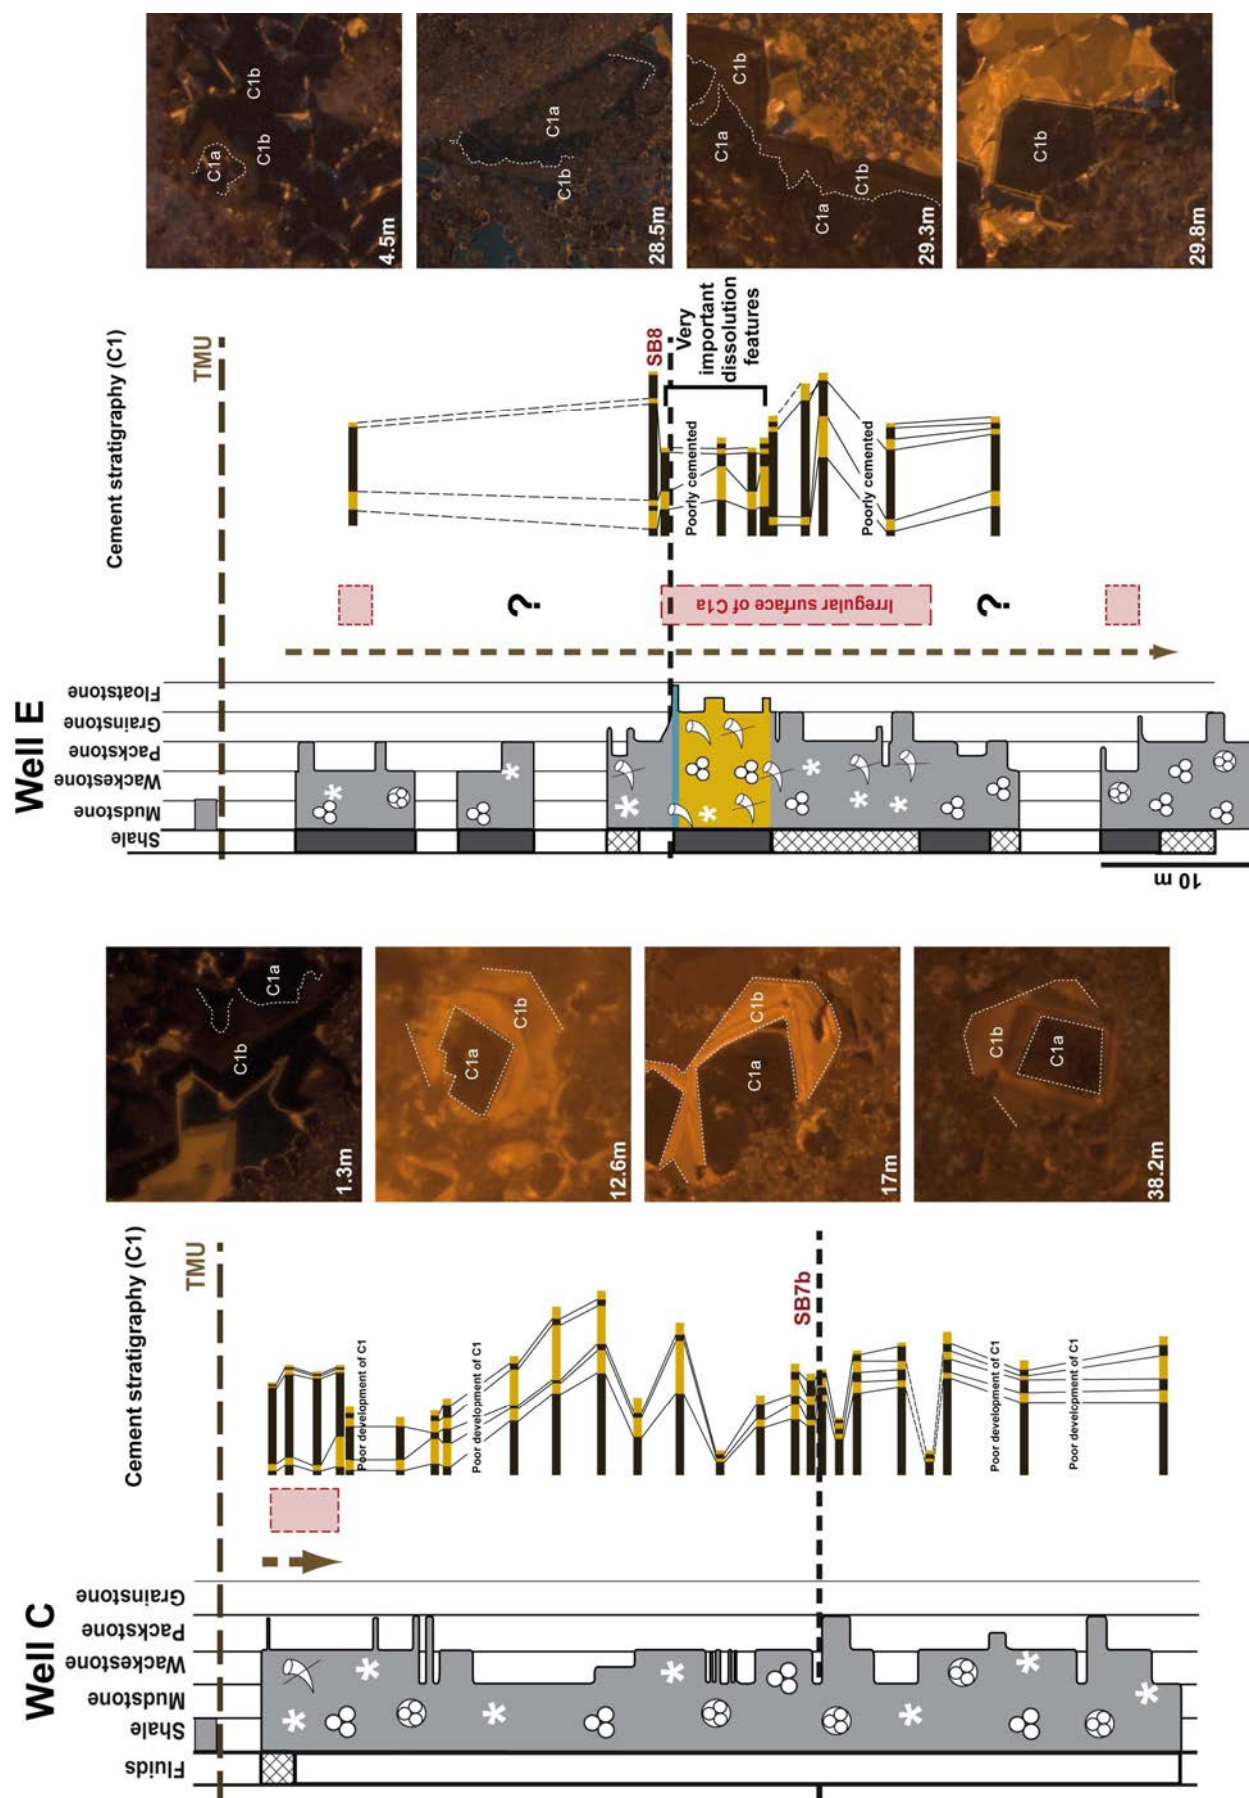 Well E
Shale
Mudstone
Wackestone
Packstone
Grainstone
Floatstone
10 m
Cement stratigraphy (C1)
TMU
?
Irregular surface of C1a
?
SB8
Very
important
dissolution
features
Poorly cemented
Poorly cemented
C1a
C1b
C1b
4.5m
C1a
C1b
28.5m
C1a
C1b
C1a
C1b
29.3m
C1b
29.8m
Well C
Fluids
Shale
Mudstone
Wackestone
Packstone
Grainstone
Cement stratigraphy (C1)
TMU
Poor development of C1
Poor development of C1
SB7b
Poor development of C1
Poor development of C1
C1a
C1b
1.3m
C1a
C1b
12.6m
C1b
C1a
17m
C1b
C1a
38.2m